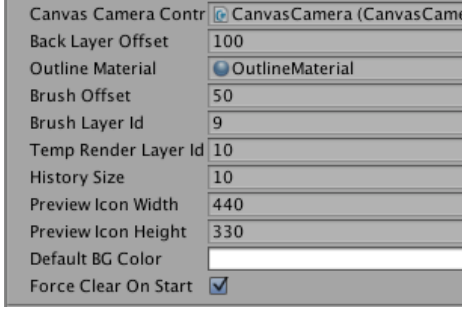 Canvas Camera Contr CanvasCamera (CanvasCame
Back Layer Offset 100
Outline Material OutlineMaterial
Brush Offset 50
Brush Layer Id 9
Temp Render Layer Id 10
History Size 10
Preview Icon Width 440
Preview Icon Height 330
Default BG Color
Force Clear On Start